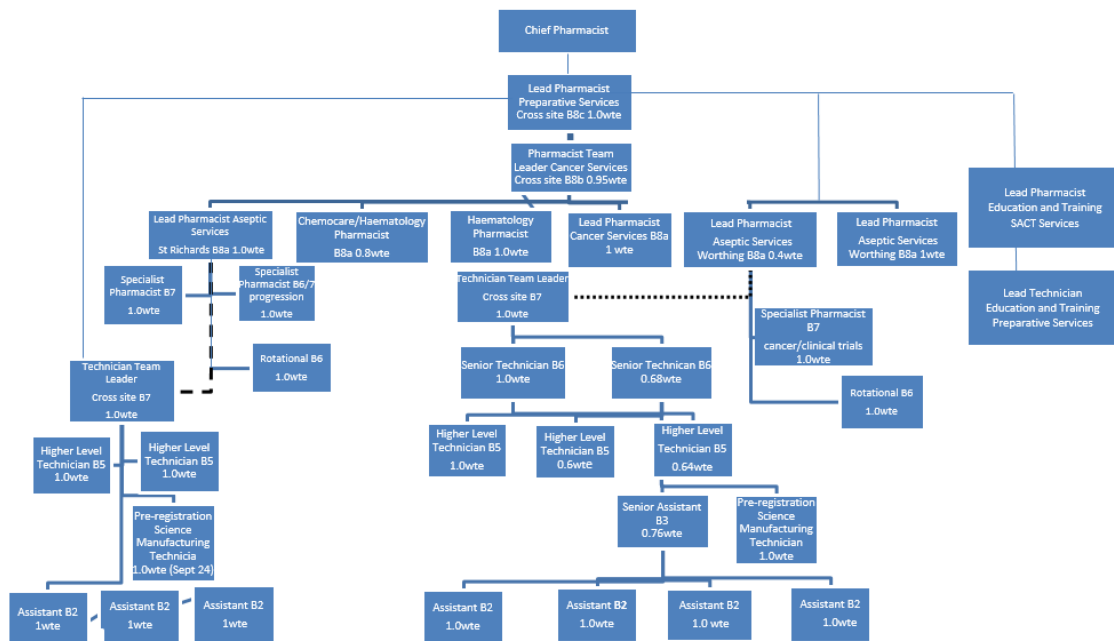 Chief Pharmacist
Lead Pharmacist
Preparative Services
Cross site B8c 1.0wte
Pharmacist Team
Leader Cancer Services
Cross site B8b 0.95wte
Lead Pharmacist
Education and Training
SACT Services
Lead Pharmacist Aseptic
Services
St Richards B8a 1.0wte
Chemocare/Haematology
Pharmacist
B8a 0.8wte
Haematology
Pharmacist
B8a 1.0wte
Lead Pharmacist
Cancer Services B8a
1 wte
Lead Pharmacist
Aseptic Services
Worthing B8a 0.4wte
Lead Pharmacist
Aseptic Services
Worthing B8a 1wte
Specialist
Pharmacist B7
1.0wte
Specialist
Pharmacist B6/7
progression
1.0wte
Technician Team Leader
Cross site B7
1.0wte
Lead Technician
Education and Training
Preparative Services
Specialist Pharmacist
B7
cancer/clinical trials
1.0wte
Rotational B6
1.0wte
Senior Technician B6
1.0wte
Senior Technican B6
0.68wte
Technician Team
Leader
Cross site B7
1.0wte
Rotational B6
1.0wte
Higher Level
Technician B5
1.0wte
Higher Level
Technician B5
1.0wte
Higher Level
Technician B5
1.0wte
Higher Level
Technician B5
0.6wte
Higher Level
Technician B5
0.64wte
Pre-registration
Science
Manufacturing
Technicia
1.0wte (Sept 24)
Senior Assistant
B3
0.76wte
Pre-registration
Science
Manufacturing
Technician
1.0wte
Assistant B2
1wte
Assistant B2
1wte
Assistant B2
1wte
Assistant B2
1.0wte
Assistant B2
1.0wte
Assistant B2
1.0 wte
Assistant B2
1.0wte